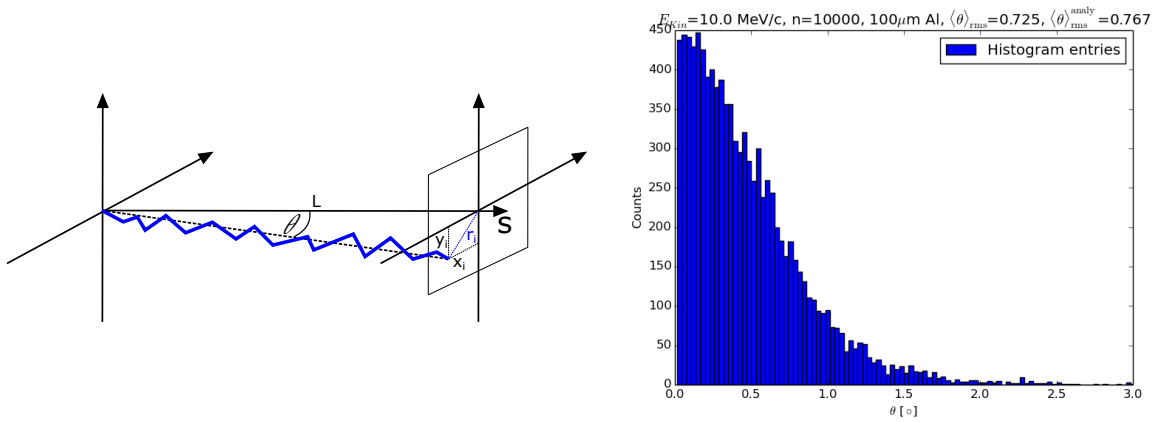 L
θ
S
y_i
r_i
x_i
E_Kin=10.0 MeV/c, n=10000, 100μm Al, ⟨θ⟩_rms=0.725, ⟨θ⟩_rms^analy=0.767
Histogram entries
450
400
350
300
250
200
150
100
50
0
Counts
0.0 0.5 1.0 1.5 2.0 2.5 3.0
θ [∘]